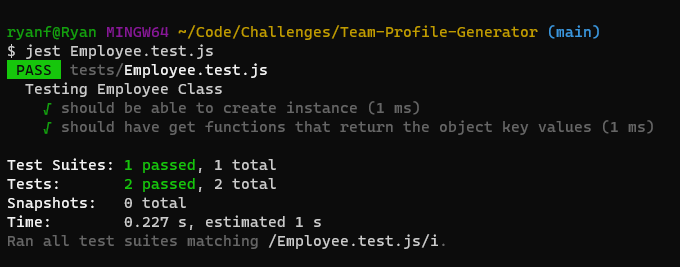 ryanf@Ryan MINGW64 ~/Code/Challenges/Team-Profile-Generator (main)
$ jest Employee.test.js
PASS tests/Employee.test.js
Testing Employee Class
√ should be able to create instance (1 ms)
√ should have get functions that return the object key values (1 ms)
Test Suites: 1 passed, 1 total
Tests: 2 passed, 2 total
Snapshots: 0 total
Time: 0.227 s, estimated 1 s
Ran all test suites matching /Employee.test.js/i.